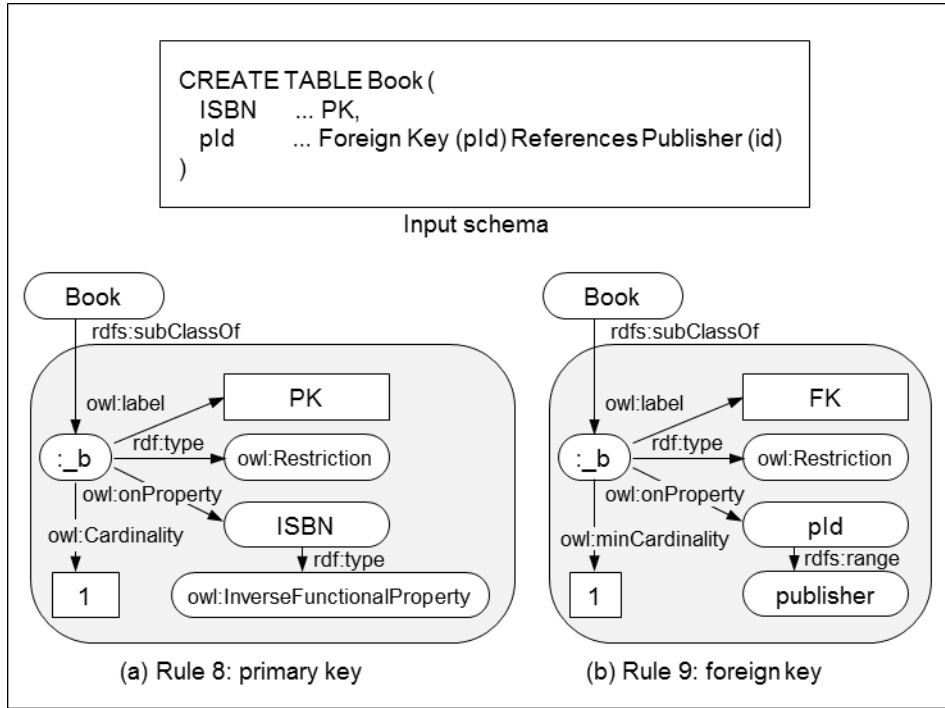 CREATE TABLE Book (
ISBN ... PK,
pId ... Foreign Key (pId) References Publisher (id)
)
Input schema
Book
rdfs:subClassOf
owl:label
PK
:_b
rdf:type
owl:Restriction
owl:onProperty
ISBN
owl:Cardinality
rdf:type
1
owl:InverseFunctionalProperty
(a) Rule 8: primary key
Book
rdfs:subClassOf
owl:label
FK
:_b
rdf:type
owl:Restriction
owl:onProperty
pId
owl:minCardinality
rdfs:range
1
publisher
(b) Rule 9: foreign key